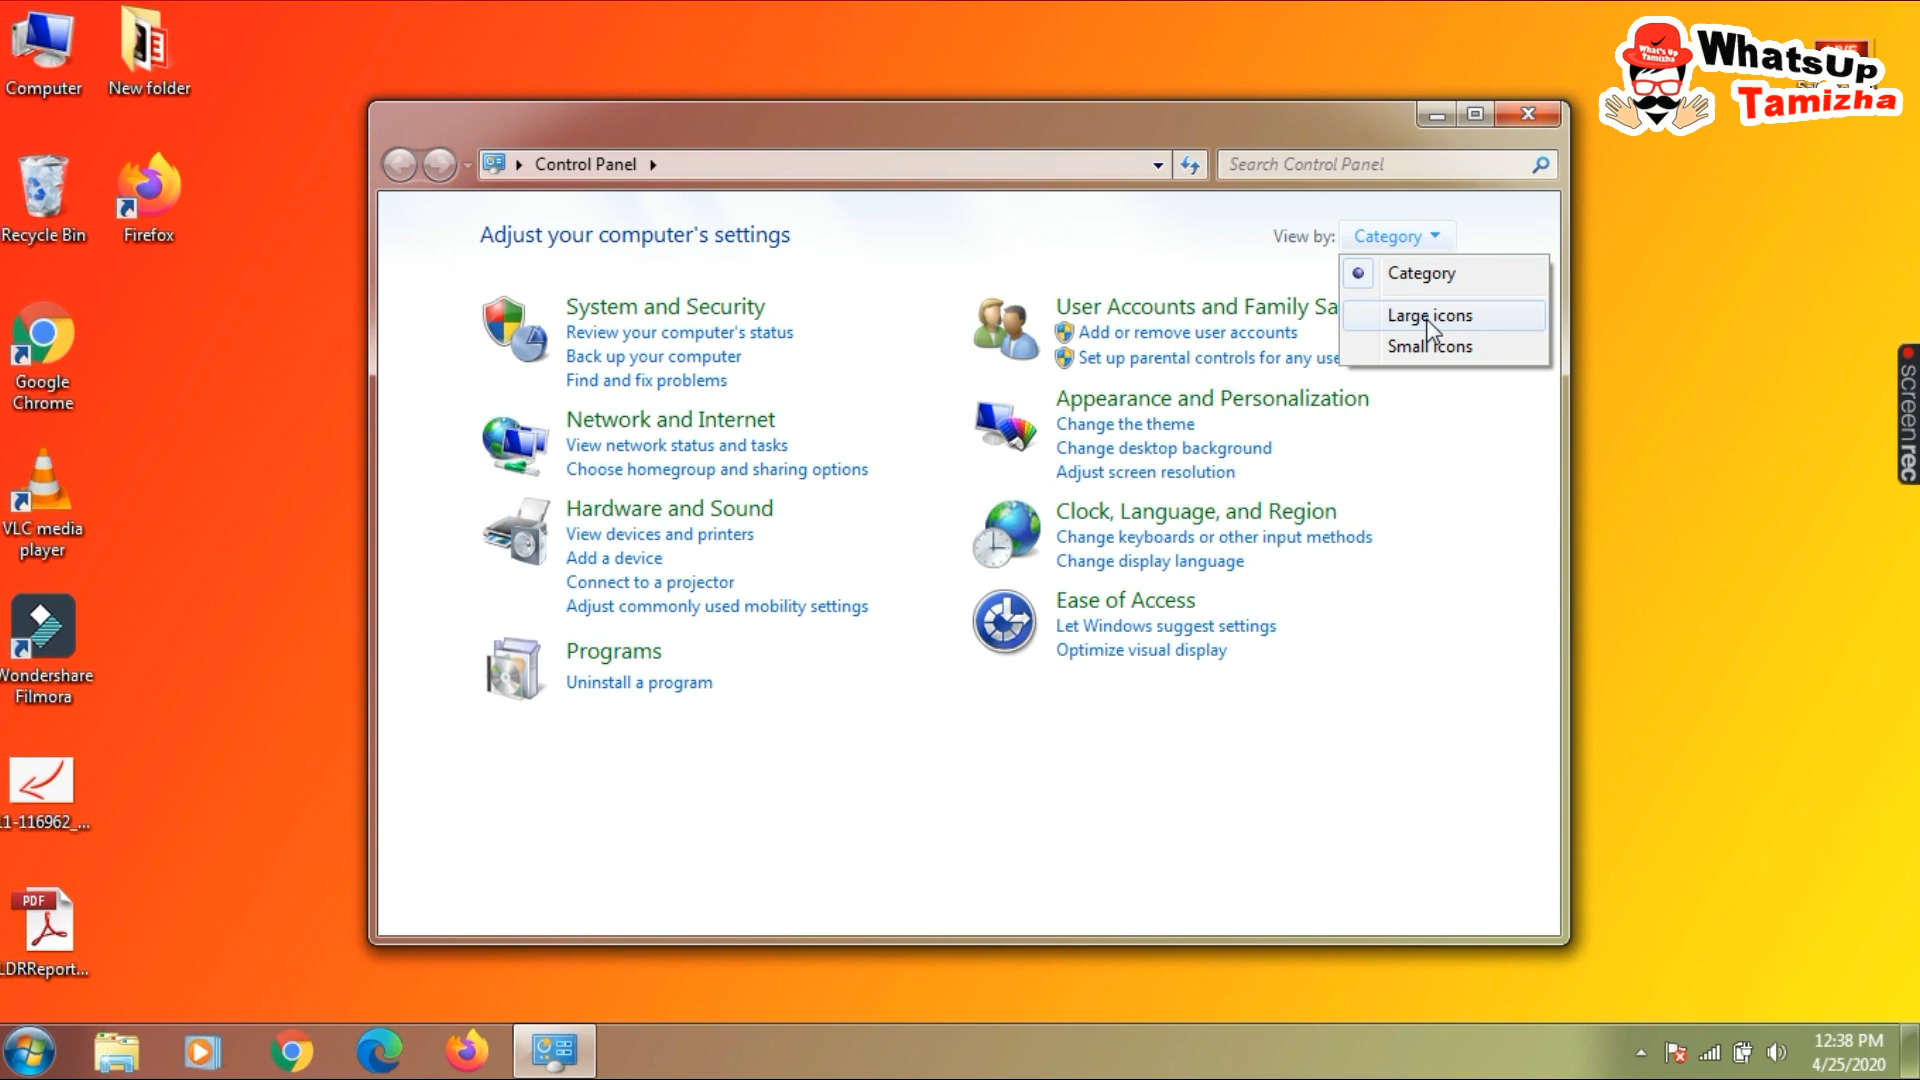 Computer
New folder
Recycle Bin
Firefox
Google
Chrome
VLC media
player
Wondershare
Filmora
11-116962_...
PDF
LDRReport...
What's Up
Tamizha
WhatsUp
Tamizha
Control Panel
Search Control Panel
Adjust your computer's settings
View by:
Category
Category
Large icons
Small icons
System and Security
Review your computer's status
Back up your computer
Find and fix problems
Network and Internet
View network status and tasks
Choose homegroup and sharing options
Hardware and Sound
View devices and printers
Add a device
Connect to a projector
Adjust commonly used mobility settings
Programs
Uninstall a program
User Accounts and Family Sa
Add or remove user accounts
Set up parental controls for any use
Appearance and Personalization
Change the theme
Change desktop background
Adjust screen resolution
Clock, Language, and Region
Change keyboards or other input methods
Change display language
Ease of Access
Let Windows suggest settings
Optimize visual display
screenrec
12:38 PM
4/25/2020